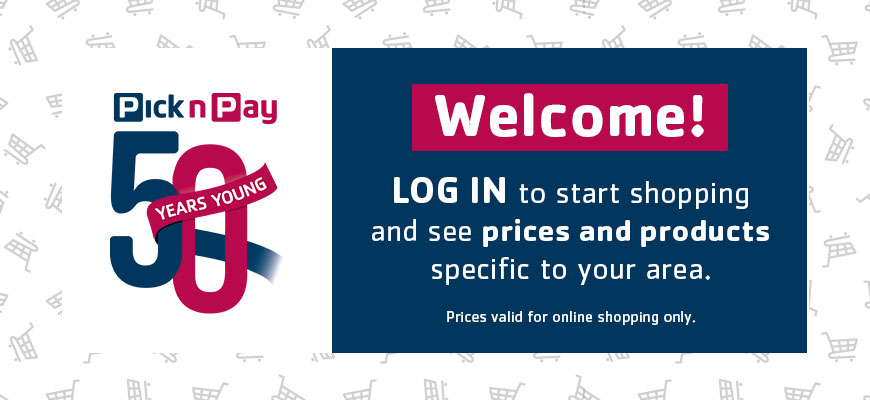 Pick n Pay
50
YEARS YOUNG
Welcome!
LOG IN to start shopping
and see prices and products
specific to your area.
Prices valid for online shopping only.